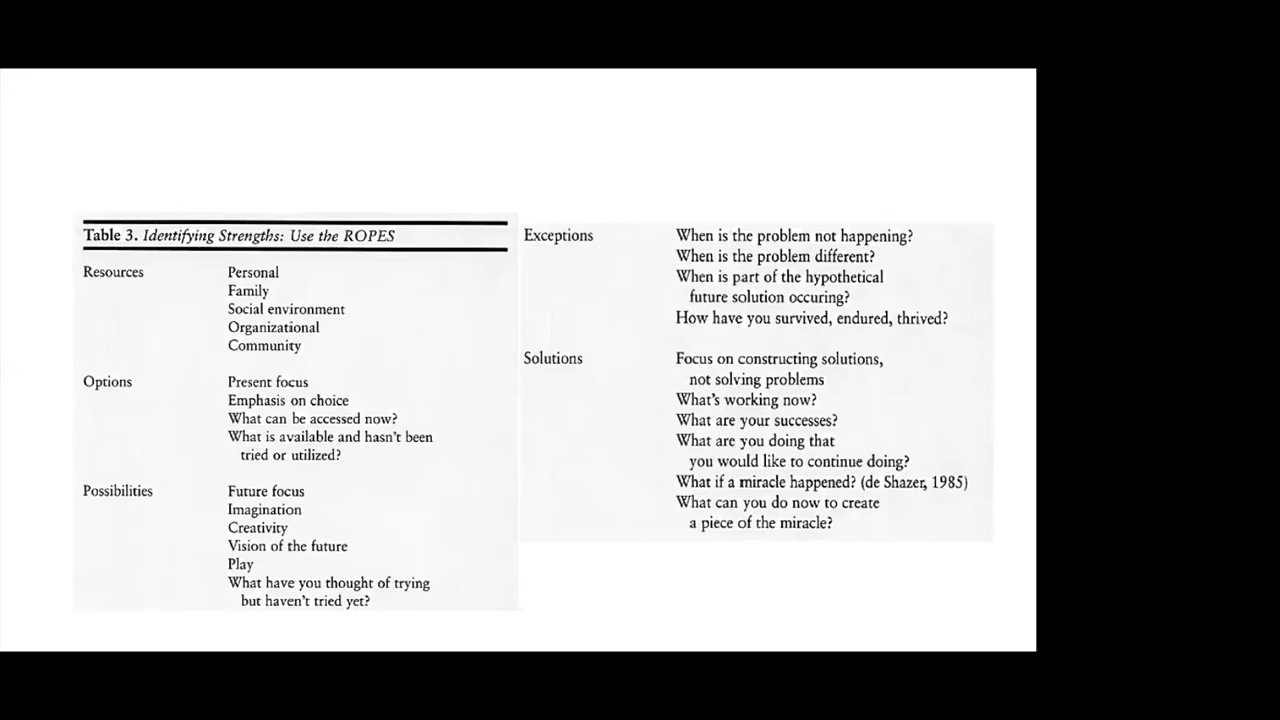 Table 3. Identifying Strengths: Use the ROPES
Resources Personal
Family
Social environment
Organizational
Community
Options Present focus
Emphasis on choice
What can be accessed now?
What is available and hasn't been
tried or utilized?
Possibilities Future focus
Imagination
Creativity
Vision of the future
Play
What have you thought of trying
but haven't tried yet?
Exceptions When is the problem not happening?
When is the problem different?
When is part of the hypothetical
future solution occuring?
How have you survived, endured, thrived?
Solutions Focus on constructing solutions,
not solving problems
What's working now?
What are your successes?
What are you doing that
you would like to continue doing?
What if a miracle happened? (de Shazer, 1985)
What can you do now to create
a piece of the miracle?